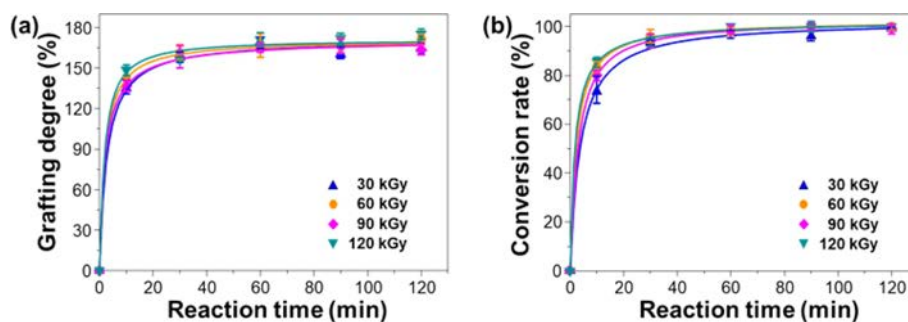 (a)
Grafting degree (%)
180
150
120
90
60
30
0
0 20 40 60 80 100 120
Reaction time (min)
30 kGy
60 kGy
90 kGy
120 kGy
(b)
Conversion rate (%)
100
80
60
40
20
0
0 20 40 60 80 100 120
Reaction time (min)
30 kGy
60 kGy
90 kGy
120 kGy